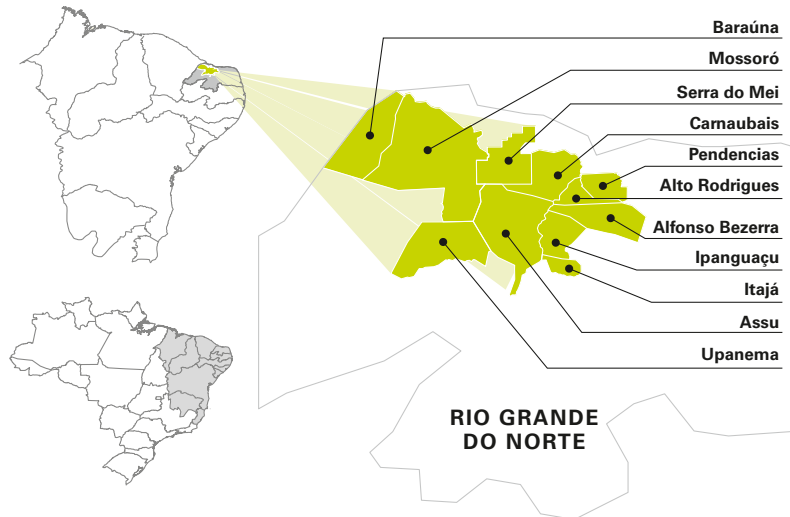 Baraúna
Mossoró
Serra do Mei
Carnaubais
Pendencias
Alto Rodrigues
Alfonso Bezerra
Ipanguaçu
Itajá
Assu
Upanema
RIO GRANDE
DO NORTE